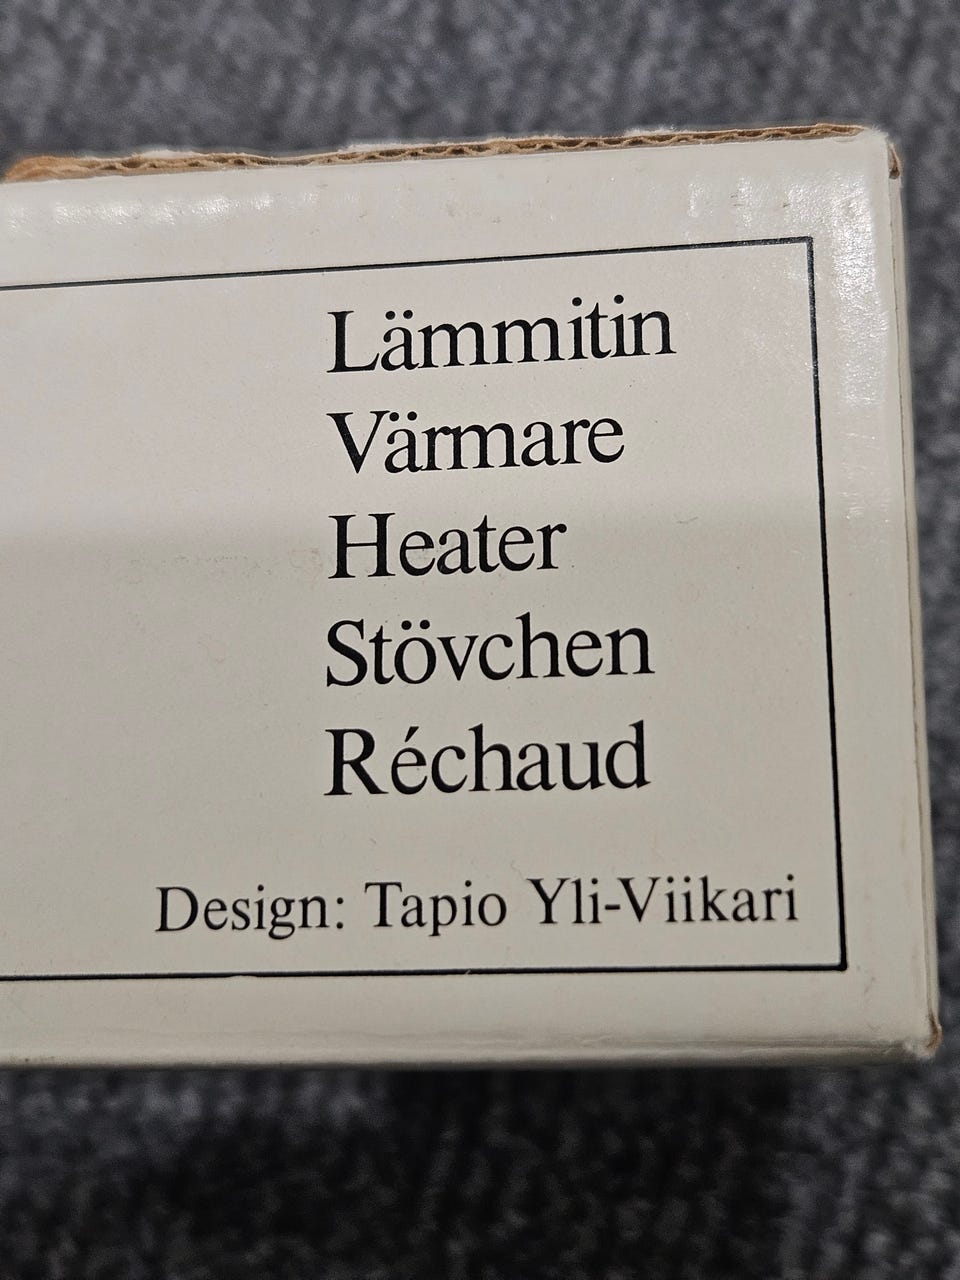 Lämmitin
Värmare
Heater
Stövchen
Réchaud
Design: Tapio Yli-Viikari